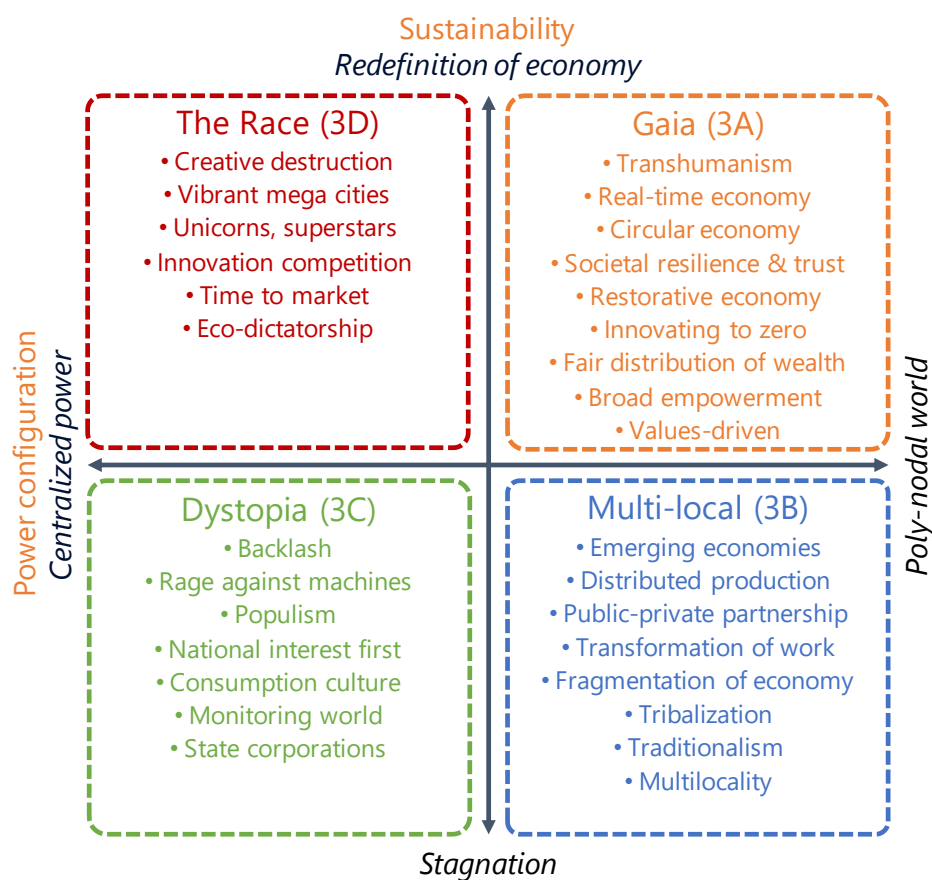 Sustainability
Redefinition of economy
The Race (3D)
• Creative destruction
• Vibrant mega cities
• Unicorns, superstars
• Innovation competition
• Time to market
• Eco-dictatorship
Gaia (3A)
• Transhumanism
• Real-time economy
• Circular economy
• Societal resilience & trust
• Restorative economy
• Innovating to zero
• Fair distribution of wealth
• Broad empowerment
• Values-driven
Power configuration
Centralized power
Poly-nodal world
Dystopia (3C)
• Backlash
• Rage against machines
• Populism
• National interest first
• Consumption culture
• Monitoring world
• State corporations
Multi-local (3B)
• Emerging economies
• Distributed production
• Public-private partnership
• Transformation of work
• Fragmentation of economy
• Tribalization
• Traditionalism
• Multilocality
Stagnation